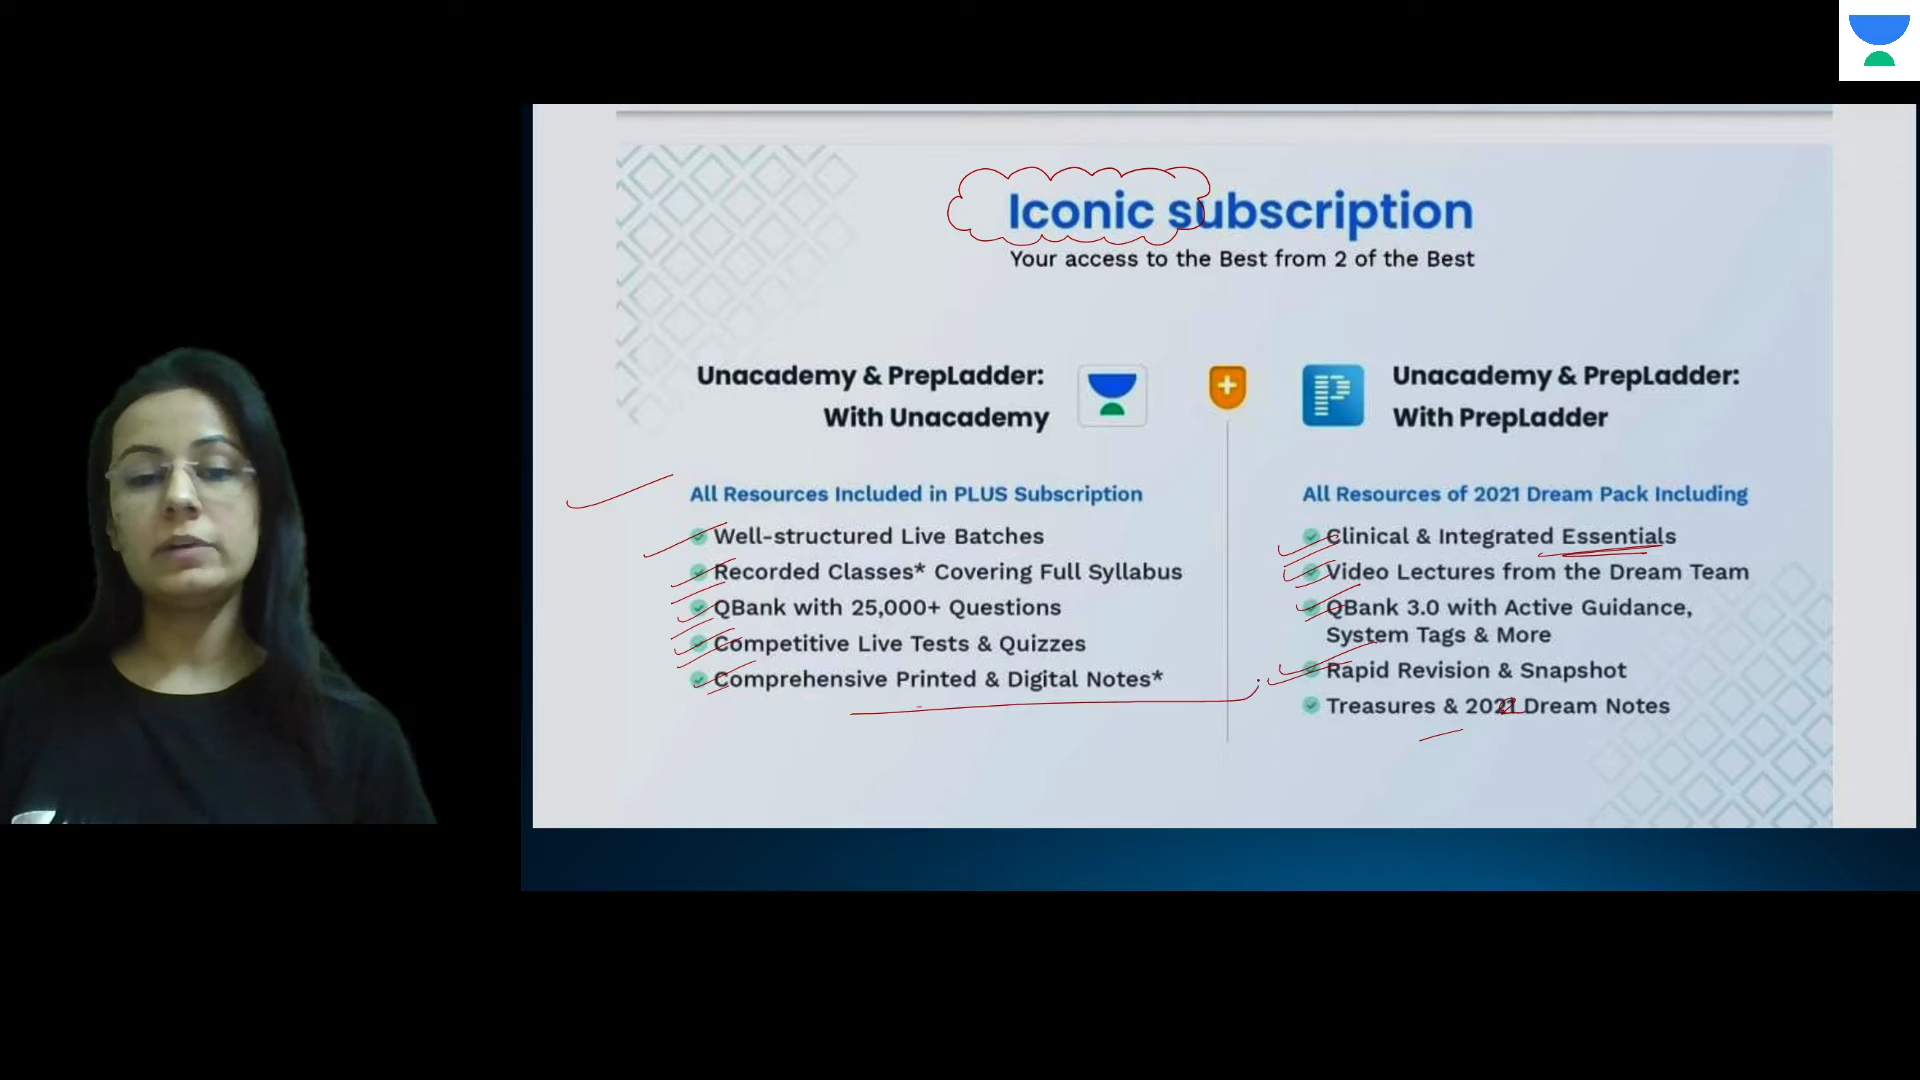 Iconic subscription
Your access to the Best from 2 of the Best
Unacademy & PrepLadder:
With Unacademy
All Resources Included in PLUS Subscription
Well-structured Live Batches
Recorded Classes* Covering Full Syllabus
QBank with 25,000+ Questions
Competitive Live Tests & Quizzes
Comprehensive Printed & Digital Notes*
Unacademy & PrepLadder:
With PrepLadder
All Resources of 2021 Dream Pack Including
Clinical & Integrated Essentials
Video Lectures from the Dream Team
QBank 3.0 with Active Guidance,
System Tags & More
Rapid Revision & Snapshot
Treasures & 2021 Dream Notes